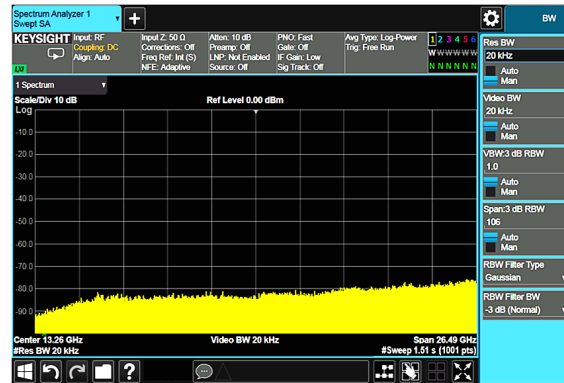 Spectrum Analyzer 1
Swept SA
BW
KEYSIGHT
Input: RF
Coupling: DC
Align: Auto
Input Z: 50 Ω
Corrections: Off
Freq Ref: Int (S)
NFE: Adaptive
Atten: 10 dB
Preamp: Off
LNP: Not Enabled
Source: Off
PNO: Fast
Gate: Off
IF Gain: Low
Sig Track: Off
Avg Type: Log-Power
Trig: Free Run
1 2 3 4 5 6
W W W W W W
N N N N N N
1 Spectrum
Scale/Div 10 dB
Ref Level 0.00 dBm
Log
-10.0
-20.0
-30.0
-40.0
-50.0
-60.0
-70.0
-80.0
-90.0
Center 13.26 GHz
Video BW 20 kHz
Span 26.49 GHz
#Res BW 20 kHz
#Sweep 1.51 s (1001 pts)
Res BW
20 kHz
Auto
Man
Video BW
20 kHz
Auto
Man
VBW:3 dB RBW
1.0
Auto
Man
Span:3 dB RBW
106
Auto
Man
RBW Filter Type
Gaussian
RBW Filter BW
-3 dB (Normal)
?